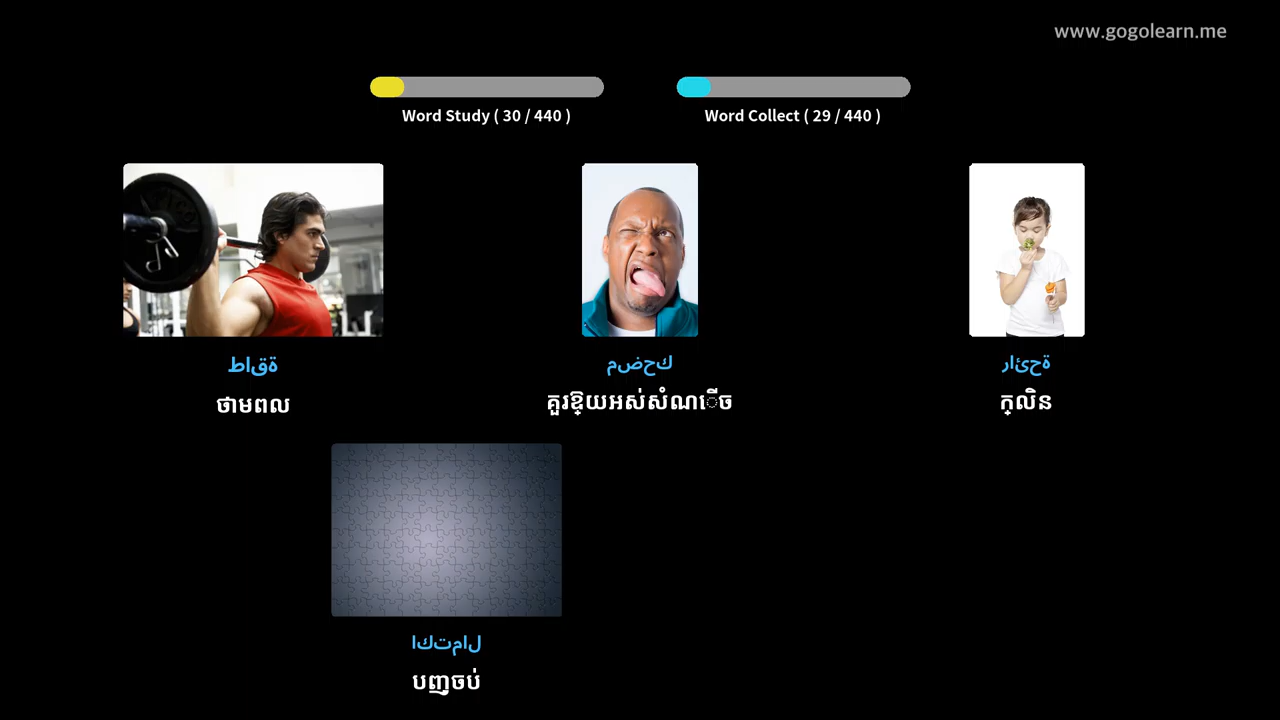 www.gogolearn.me
Word Study ( 30 / 440 )
Word Collect ( 29 / 440 )
طاقة
مضحك
رائحة
ថាមពល
គួរឱ្យអស់សំណើច
ក្លិន
اكتمال
បញ្ចប់